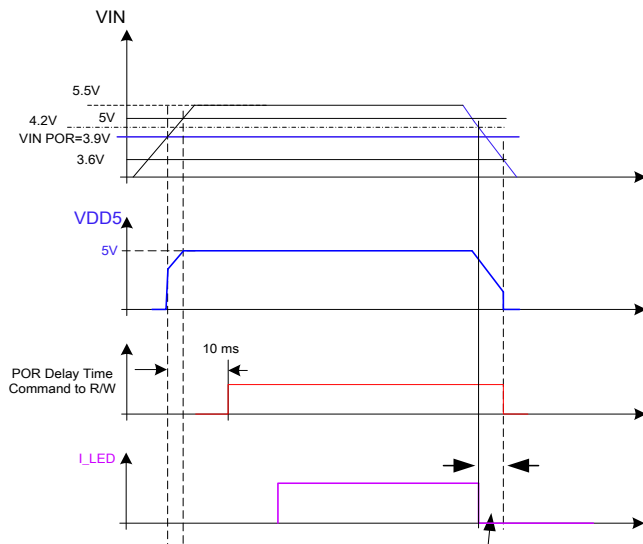 VIN
5.5V
5V
4.2V
VIN POR=3.9V
3.6V
VDD5
5V
10 ms
POR Delay Time
Command to R/W
I_LED